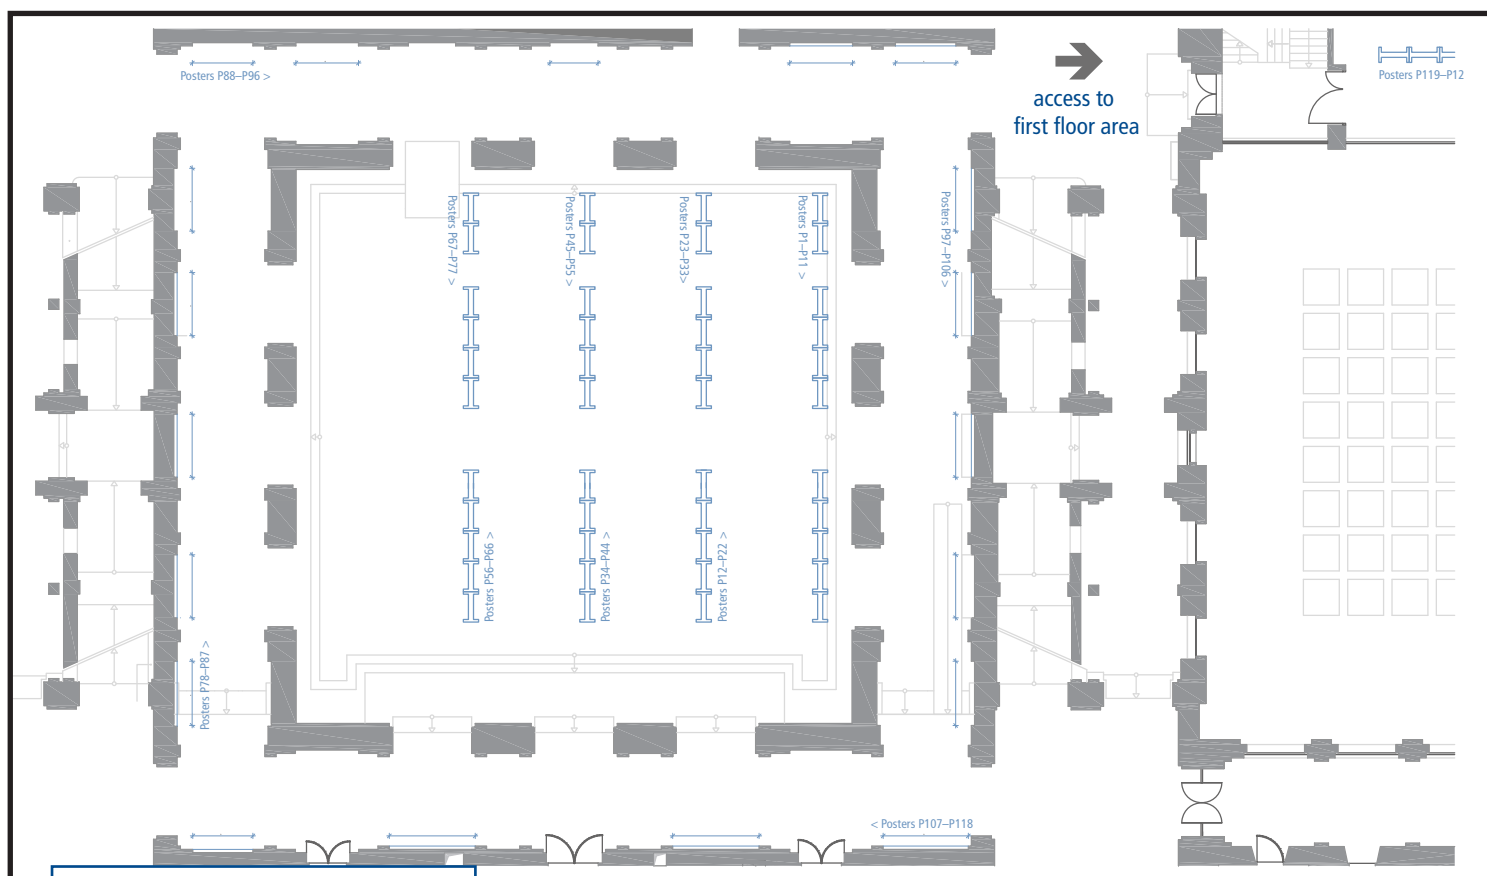 Posters P88–P96 >
access to
first floor area
Posters P119–P12
Posters P67–P77 >
Posters P45–P55 >
Posters P23–P33>
Posters P1–P11 >
Posters P97–P106 >
Posters P56–P66 >
Posters P34–P44 >
Posters P12–P22 >
Posters P78–P87 >
< Posters P107–P118